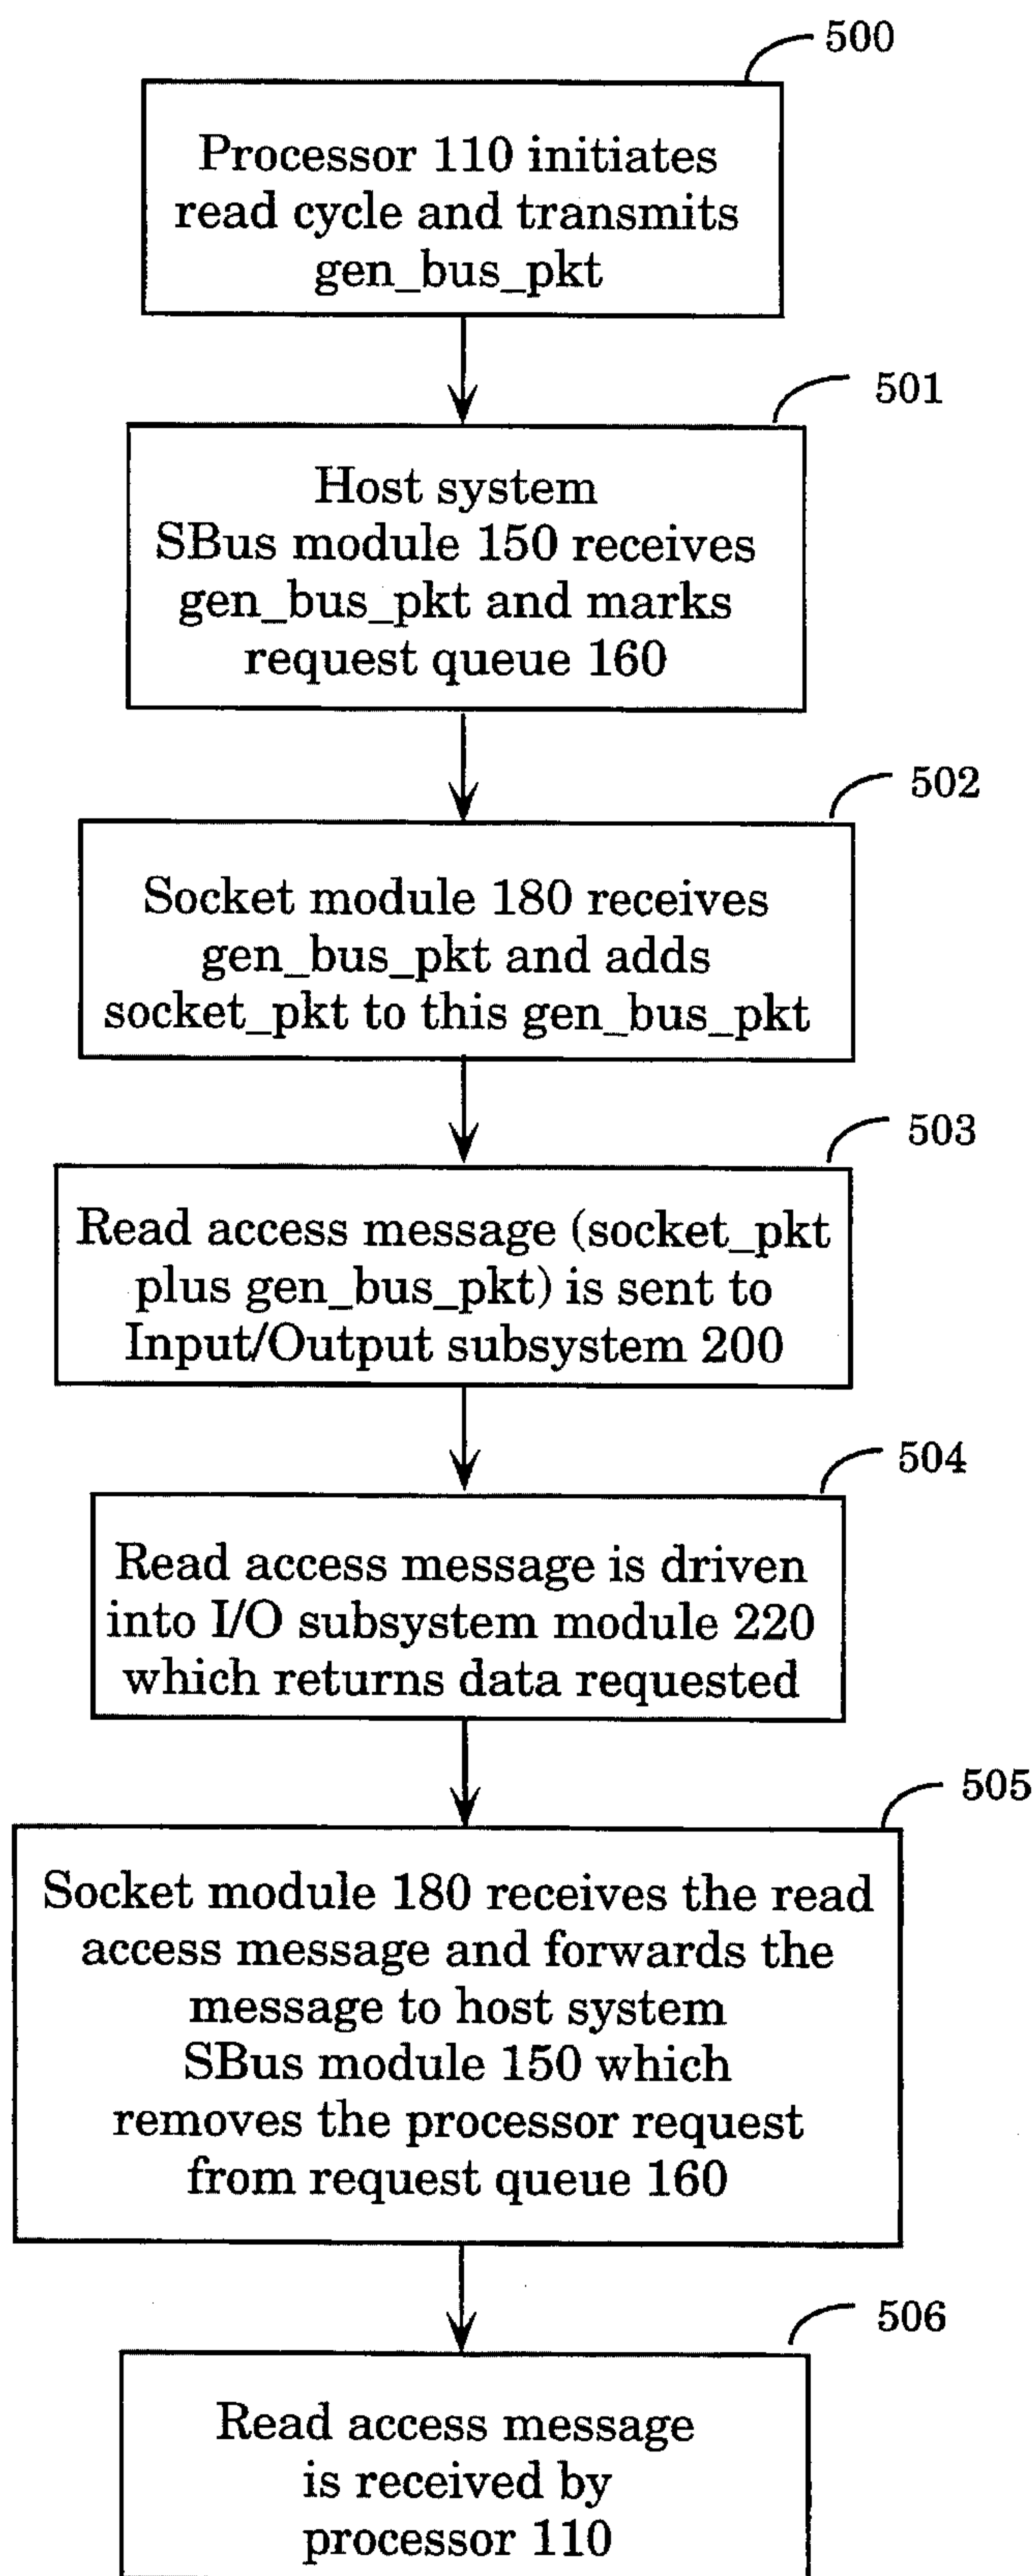 500
Processor 110 initiates
read cycle and transmits
gen_bus_pkt
501
Host system
SBus module 150 receives
gen_bus_pkt and marks
request queue 160
502
Socket module 180 receives
gen_bus_pkt and adds
socket_pkt to this gen_bus_pkt
503
Read access message (socket_pkt
plus gen_bus_pkt) is sent to
Input/Output subsystem 200
504
Read access message is driven
into I/O subsystem module 220
which returns data requested
505
Socket module 180 receives the read
access message and forwards the
message to host system
SBus module 150 which
removes the processor request
from request queue 160
506
Read access message
is received by
processor 110